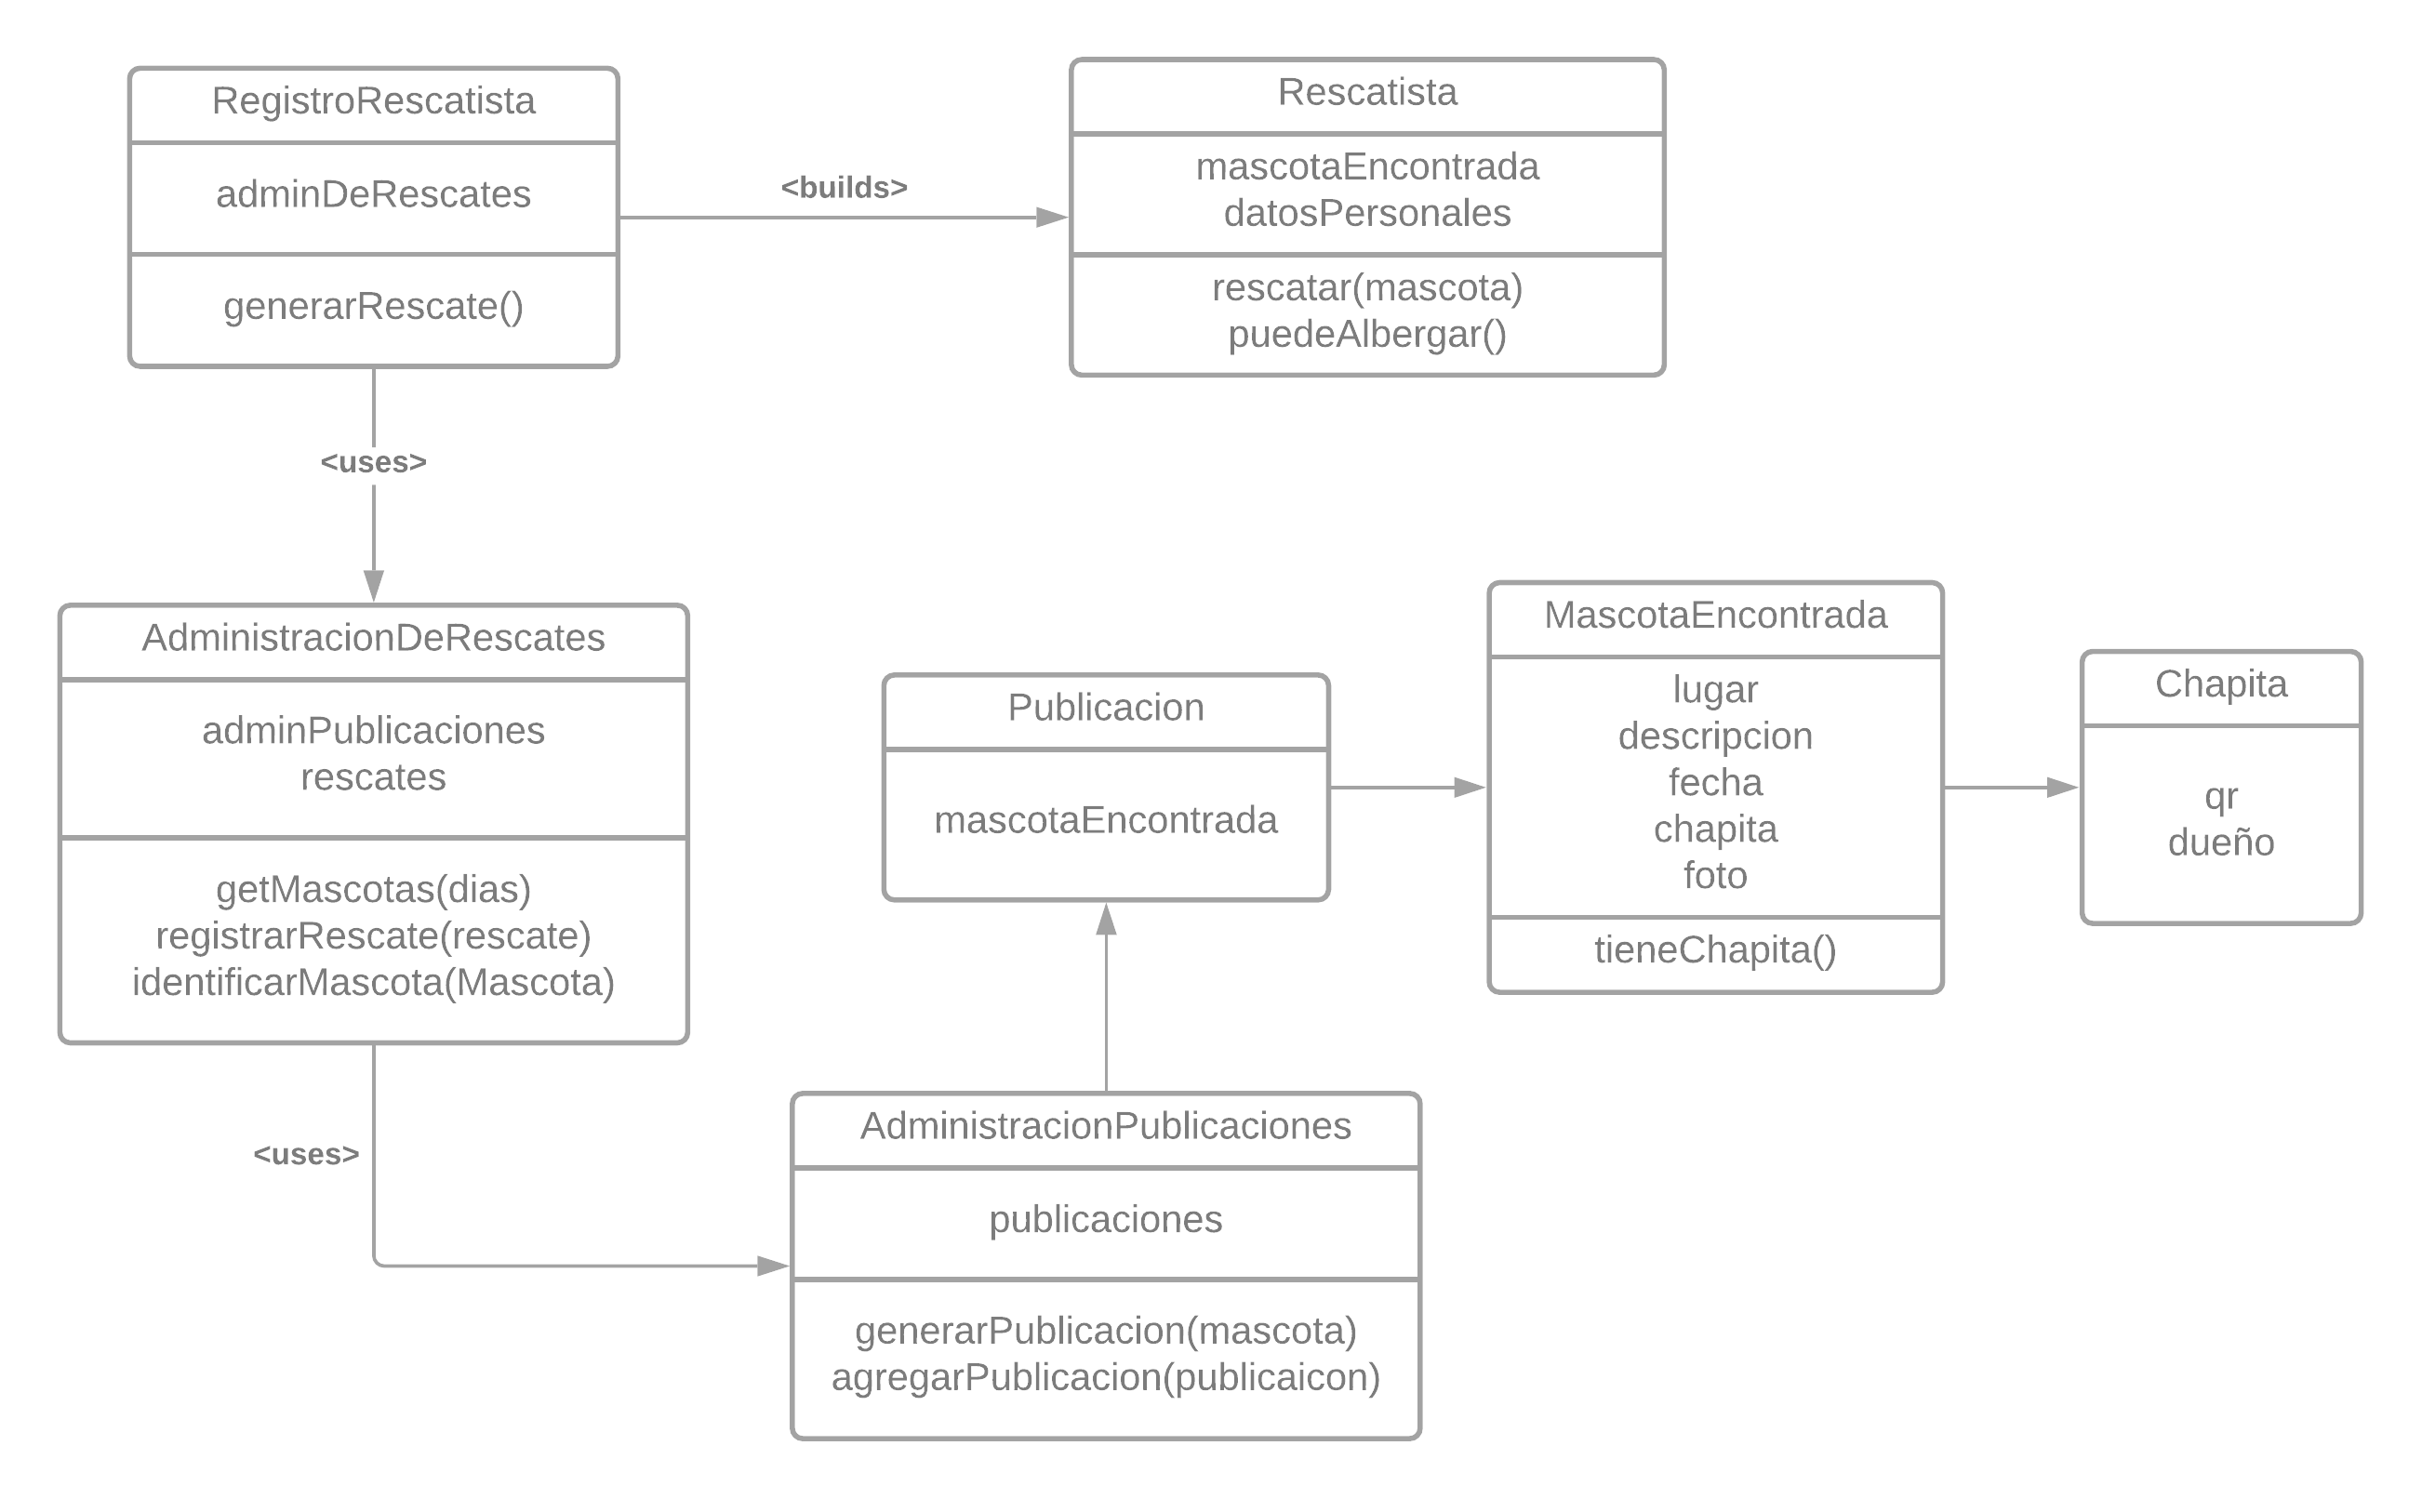 RegistroRescatista
adminDeRescates
generarRescate()
<builds>
Rescatista
mascotaEncontrada
datosPersonales
rescatar(mascota)
puedeAlbergar()
<uses>
AdministracionDeRescates
adminPublicaciones
rescates
getMascotas(dias)
registrarRescate(rescate)
identificarMascota(Mascota)
Publicacion
mascotaEncontrada
MascotaEncontrada
lugar
descripcion
fecha
chapita
foto
tieneChapita()
Chapita
qr
dueño
<uses>
AdministracionPublicaciones
publicaciones
generarPublicacion(mascota)
agregarPublicacion(publicaicon)